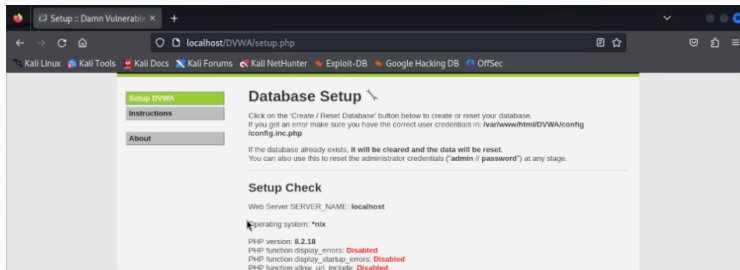 Setup :: Damn Vulnerable
localhost/DVWA/setup.php
Kali Linux Kali Tools Kali Docs Kali Forums Kali NetHunter Exploit-DB Google Hacking DB OffSec
Setup DVWA
Instructions
About
Database Setup
Click on the 'Create / Reset Database' button below to create or reset your database.
If you get an error make sure you have the correct user credentials in: /var/www/html/DVWA/config
/config.inc.php
If the database already exists, it will be cleared and the data will be reset.
You can also use this to reset the administrator credentials ("admin // password") at any stage.
Setup Check
Web Server SERVER_NAME: localhost
Operating system: *nix
PHP version: 8.2.18
PHP function display_errors: Disabled
PHP function display_startup_errors: Disabled
PHP function allow_url_include: Disabled